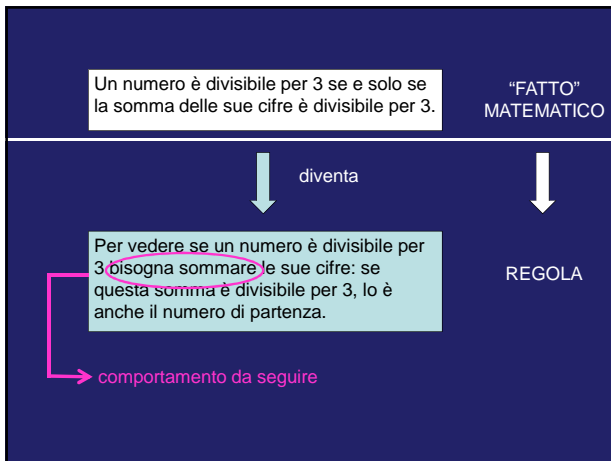 Un numero è divisibile per 3 se e solo se
la somma delle sue cifre è divisibile per 3.
“FATTO”
MATEMATICO
diventa
Per vedere se un numero è divisibile per
3 bisogna sommare le sue cifre: se
questa somma è divisibile per 3, lo è
anche il numero di partenza.
REGOLA
comportamento da seguire